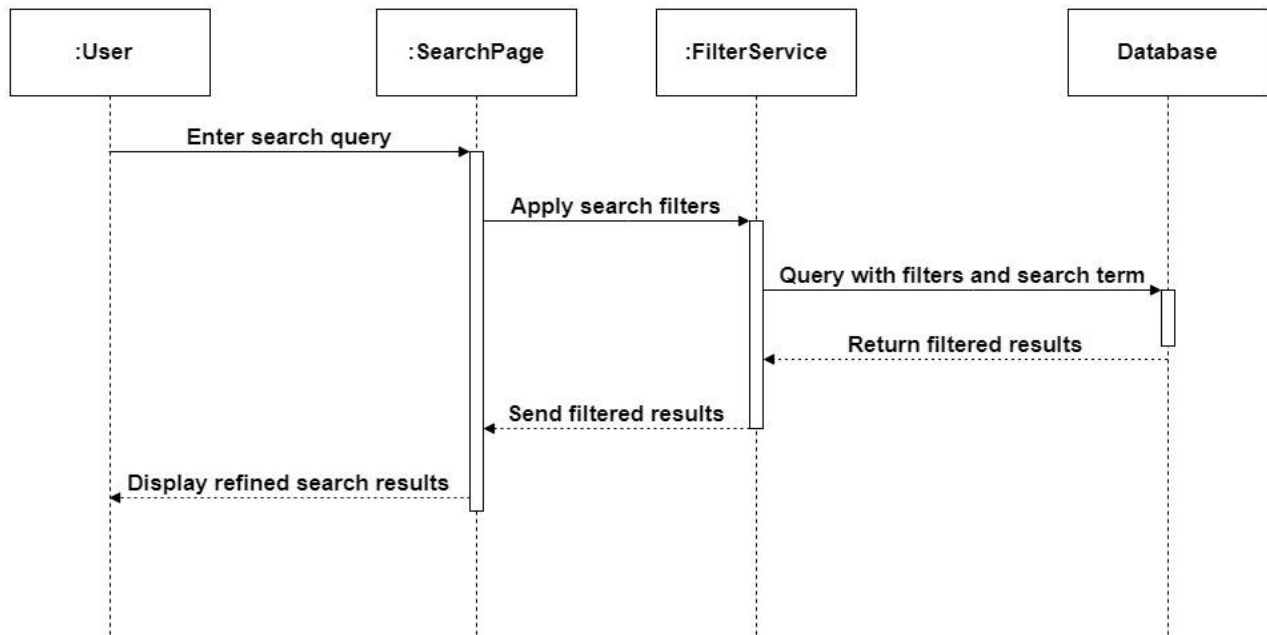 :User
:SearchPage
:FilterService
Database
Enter search query
Apply search filters
Query with filters and search term
Return filtered results
Send filtered results
Display refined search results